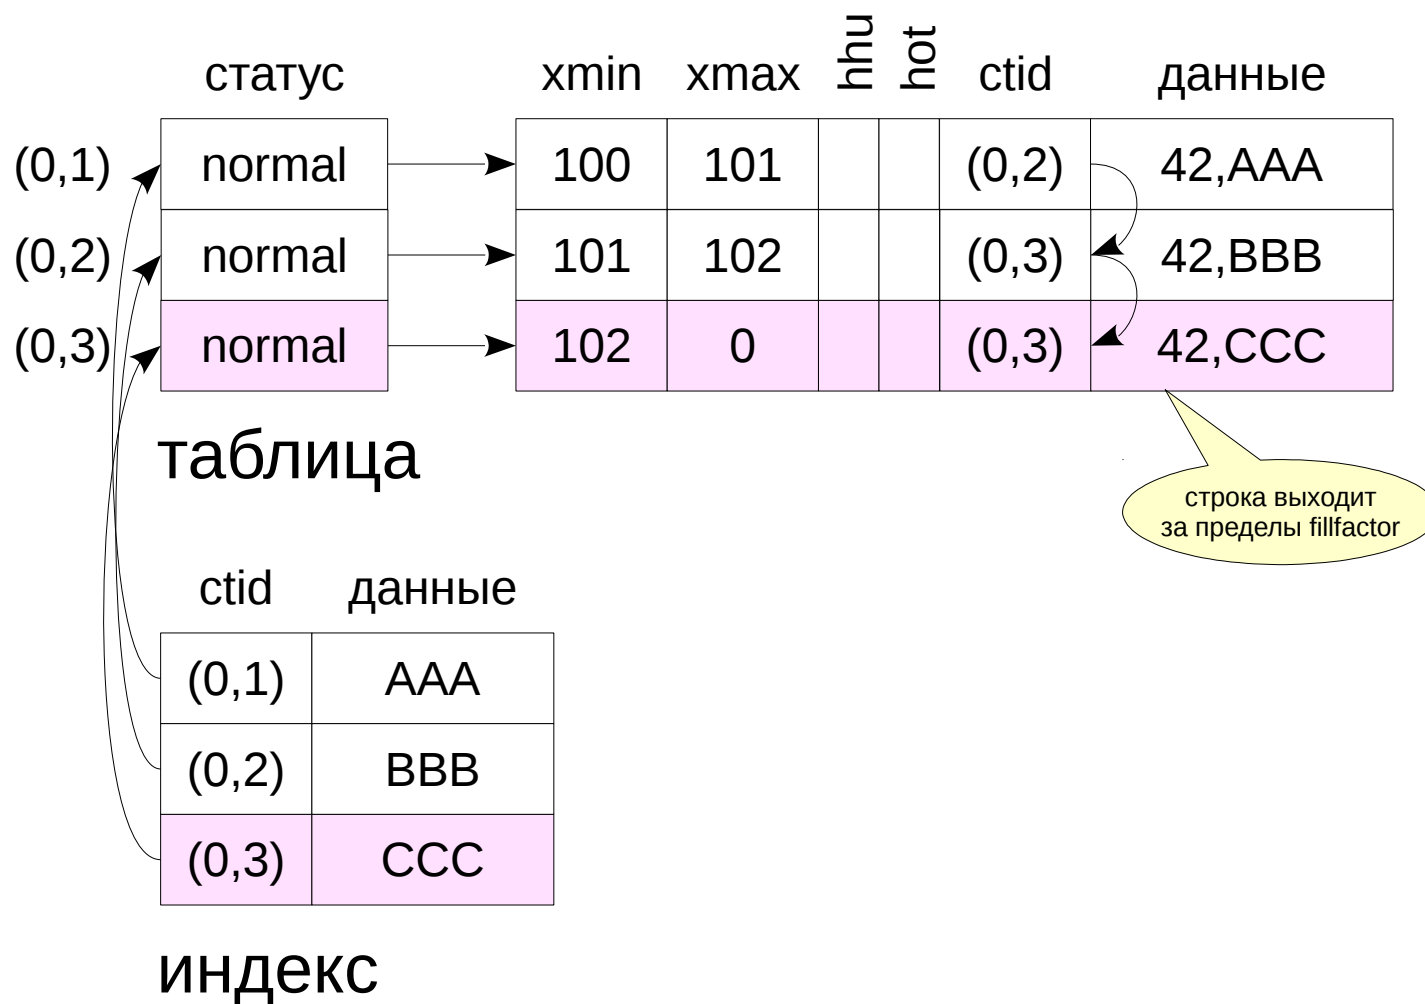 статус xmin xmax hhu hot ctid данные
(0,1) normal 100 101 (0,2) 42,AAA
(0,2) normal 101 102 (0,3) 42,BBB
(0,3) normal 102 0 (0,3) 42,CCC
таблица
строка выходит
за пределы fillfactor
ctid данные
(0,1) AAA
(0,2) BBB
(0,3) CCC
индекс